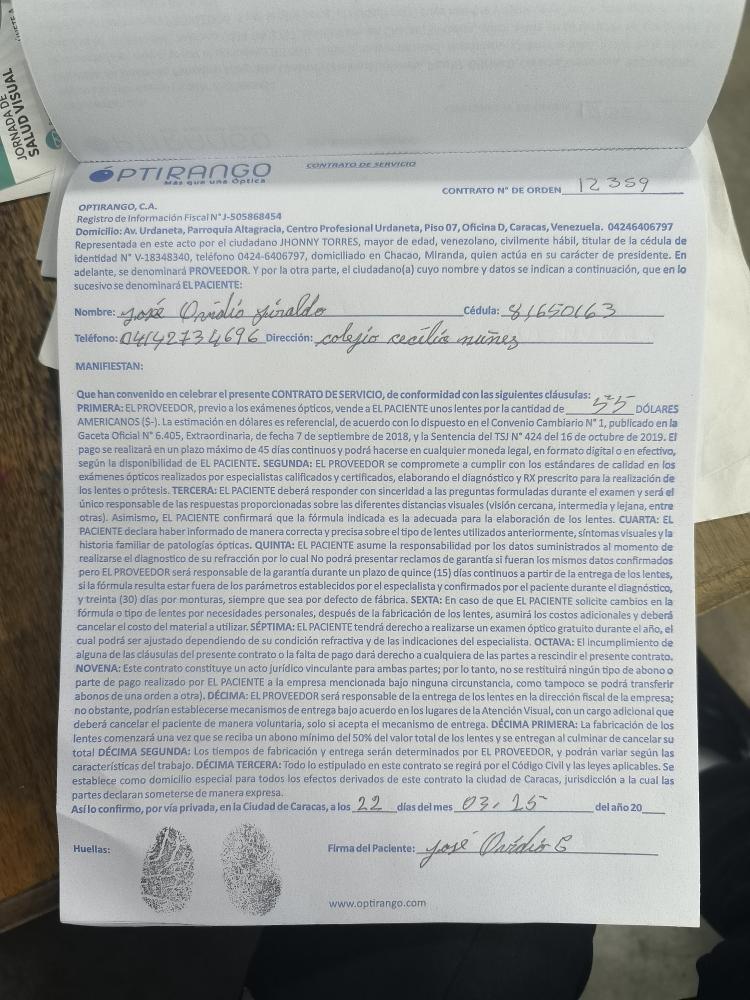 JORNADA DE
SALUD VISUAL
OPTIRANGO
Más que una Óptica
CONTRATO DE SERVICIO
CONTRATO N° DE ORDEN 12359
OPTIRANGO, C.A.
Registro de Información Fiscal N° J-505868454
Domicilio: Av. Urdaneta, Parroquia Altagracia, Centro Profesional Urdaneta, Piso 07, Oficina D, Caracas, Venezuela. 04246406797
Representada en este acto por el ciudadano JHONNY TORRES, mayor de edad, venezolano, civilmente hábil, titular de la cédula de
identidad N° V-18348340, teléfono 0424-6406797, domiciliado en Chacao, Miranda, quien actúa en su carácter de presidente. En
adelante, se denominará PROVEEDOR. Y por la otra parte, el ciudadano(a) cuyo nombre y datos se indican a continuación, que en lo
sucesivo se denominará EL PACIENTE:
Nombre: José Ovidio Giraldo Cédula: 81650163
Teléfono: 04142734696 Dirección: colegio cecilio núñez
MANIFIESTAN:
Que han convenido en celebrar el presente CONTRATO DE SERVICIO, de conformidad con las siguientes cláusulas:
PRIMERA: EL PROVEEDOR, previo a los exámenes ópticos, vende a EL PACIENTE unos lentes por la cantidad de 55 DÓLARES
AMERICANOS ($-). La estimación en dólares es referencial, de acuerdo con lo dispuesto en el Convenio Cambiario N° 1, publicado en la
Gaceta Oficial N° 6.405, Extraordinaria, de fecha 7 de septiembre de 2018, y la Sentencia del TSJ N° 424 del 16 de octubre de 2019. El
pago se realizará en un plazo máximo de 45 días continuos y podrá hacerse en cualquier moneda legal, en formato digital o en efectivo,
según la disponibilidad de EL PACIENTE. SEGUNDA: EL PROVEEDOR se compromete a cumplir con los estándares de calidad en los
exámenes ópticos realizados por especialistas calificados y certificados, elaborando el diagnóstico y RX prescrito para la realización de
los lentes o prótesis. TERCERA: EL PACIENTE deberá responder con sinceridad a las preguntas formuladas durante el examen y será el
único responsable de las respuestas proporcionadas sobre las diferentes distancias visuales (visión cercana, intermedia y lejana, entre
otras). Asimismo, EL PACIENTE confirmará que la fórmula indicada es la adecuada para la elaboración de los lentes. CUARTA: EL
PACIENTE declara haber informado de manera correcta y precisa sobre el tipo de lentes utilizados anteriormente, síntomas visuales y la
historia familiar de patologías ópticas. QUINTA: EL PACIENTE asume la responsabilidad por los datos suministrados al momento de
realizarse el diagnostico de su refracción por lo cual No podrá presentar reclamos de garantía si fueran los mismos datos confirmados
pero EL PROVEEDOR será responsable de la garantía durante un plazo de quince (15) días continuos a partir de la entrega de los lentes,
si la fórmula resulta estar fuera de los parámetros establecidos por el especialista y confirmados por el paciente durante el diagnóstico,
y treinta (30) días por monturas, siempre que sea por defecto de fábrica. SEXTA: En caso de que EL PACIENTE solicite cambios en la
fórmula o tipo de lentes por necesidades personales, después de la fabricación de los lentes, asumirá los costos adicionales y deberá
cancelar el costo del material a utilizar. SÉPTIMA: EL PACIENTE tendrá derecho a realizarse un examen óptico gratuito durante el año, el
cual podrá ser ajustado dependiendo de su condición refractiva y de las indicaciones del especialista. OCTAVA: El incumplimiento de
alguna de las cláusulas del presente contrato o la falta de pago dará derecho a cualquiera de las partes a rescindir el presente contrato.
NOVENA: Este contrato constituye un acto jurídico vinculante para ambas partes; por lo tanto, no se restituirá ningún tipo de abono o
parte de pago realizado por EL PACIENTE a la empresa mencionada bajo ninguna circunstancia, como tampoco se podrá transferir
abonos de una orden a otra). DÉCIMA: EL PROVEEDOR será responsable de la entrega de los lentes en la dirección fiscal de la empresa;
no obstante, podrían establecerse mecanismos de entrega bajo acuerdo en los lugares de la Atención Visual, con un cargo adicional que
deberá cancelar el paciente de manera voluntaria, solo si acepta el mecanismo de entrega. DÉCIMA PRIMERA: La fabricación de los
lentes comenzará una vez que se reciba un abono mínimo del 50% del valor total de los lentes y se entregan al culminar de cancelar su
total DÉCIMA SEGUNDA: Los tiempos de fabricación y entrega serán determinados por EL PROVEEDOR, y podrán variar según las
características del trabajo. DÉCIMA TERCERA: Todo lo estipulado en este contrato se regirá por el Código Civil y las leyes aplicables. Se
establece como domicilio especial para todos los efectos derivados de este contrato la ciudad de Caracas, jurisdicción a la cual las
partes declaran someterse de manera expresa.
Así lo confirmo, por vía privada, en la Ciudad de Caracas, a los 22 días del mes 03. 25 del año 20
Huellas:
Firma del Paciente: José Ovidio G
www.optirango.com